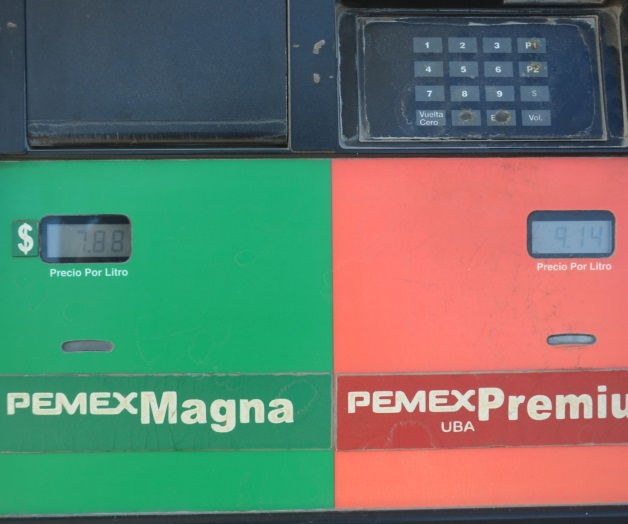 1 2 3 P1
4 5 6 P2
7 8 9 S
Vuelta Cero Vol.
$ 7.88
Precio Por Litro
9.14
Precio Por Litro
PEMEX Magna
PEMEX Premiu
UBA